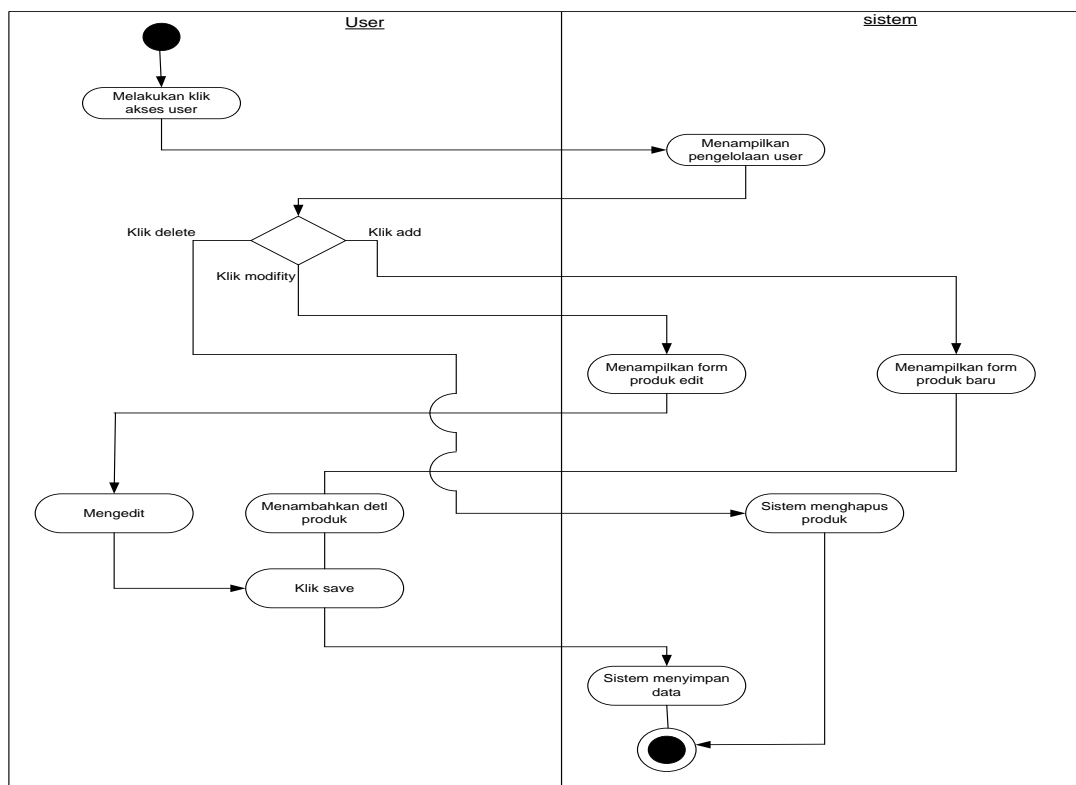 User
sistem
Melakukan klik
akses user
Menampilkan
pengelolaan user
Klik delete
Klik add
Klik modifity
Menampilkan form
produk edit
Menampilkan form
produk baru
Mengedit
Menambahkan detl
produk
Sistem menghapus
produk
Klik save
Sistem menyimpan
data